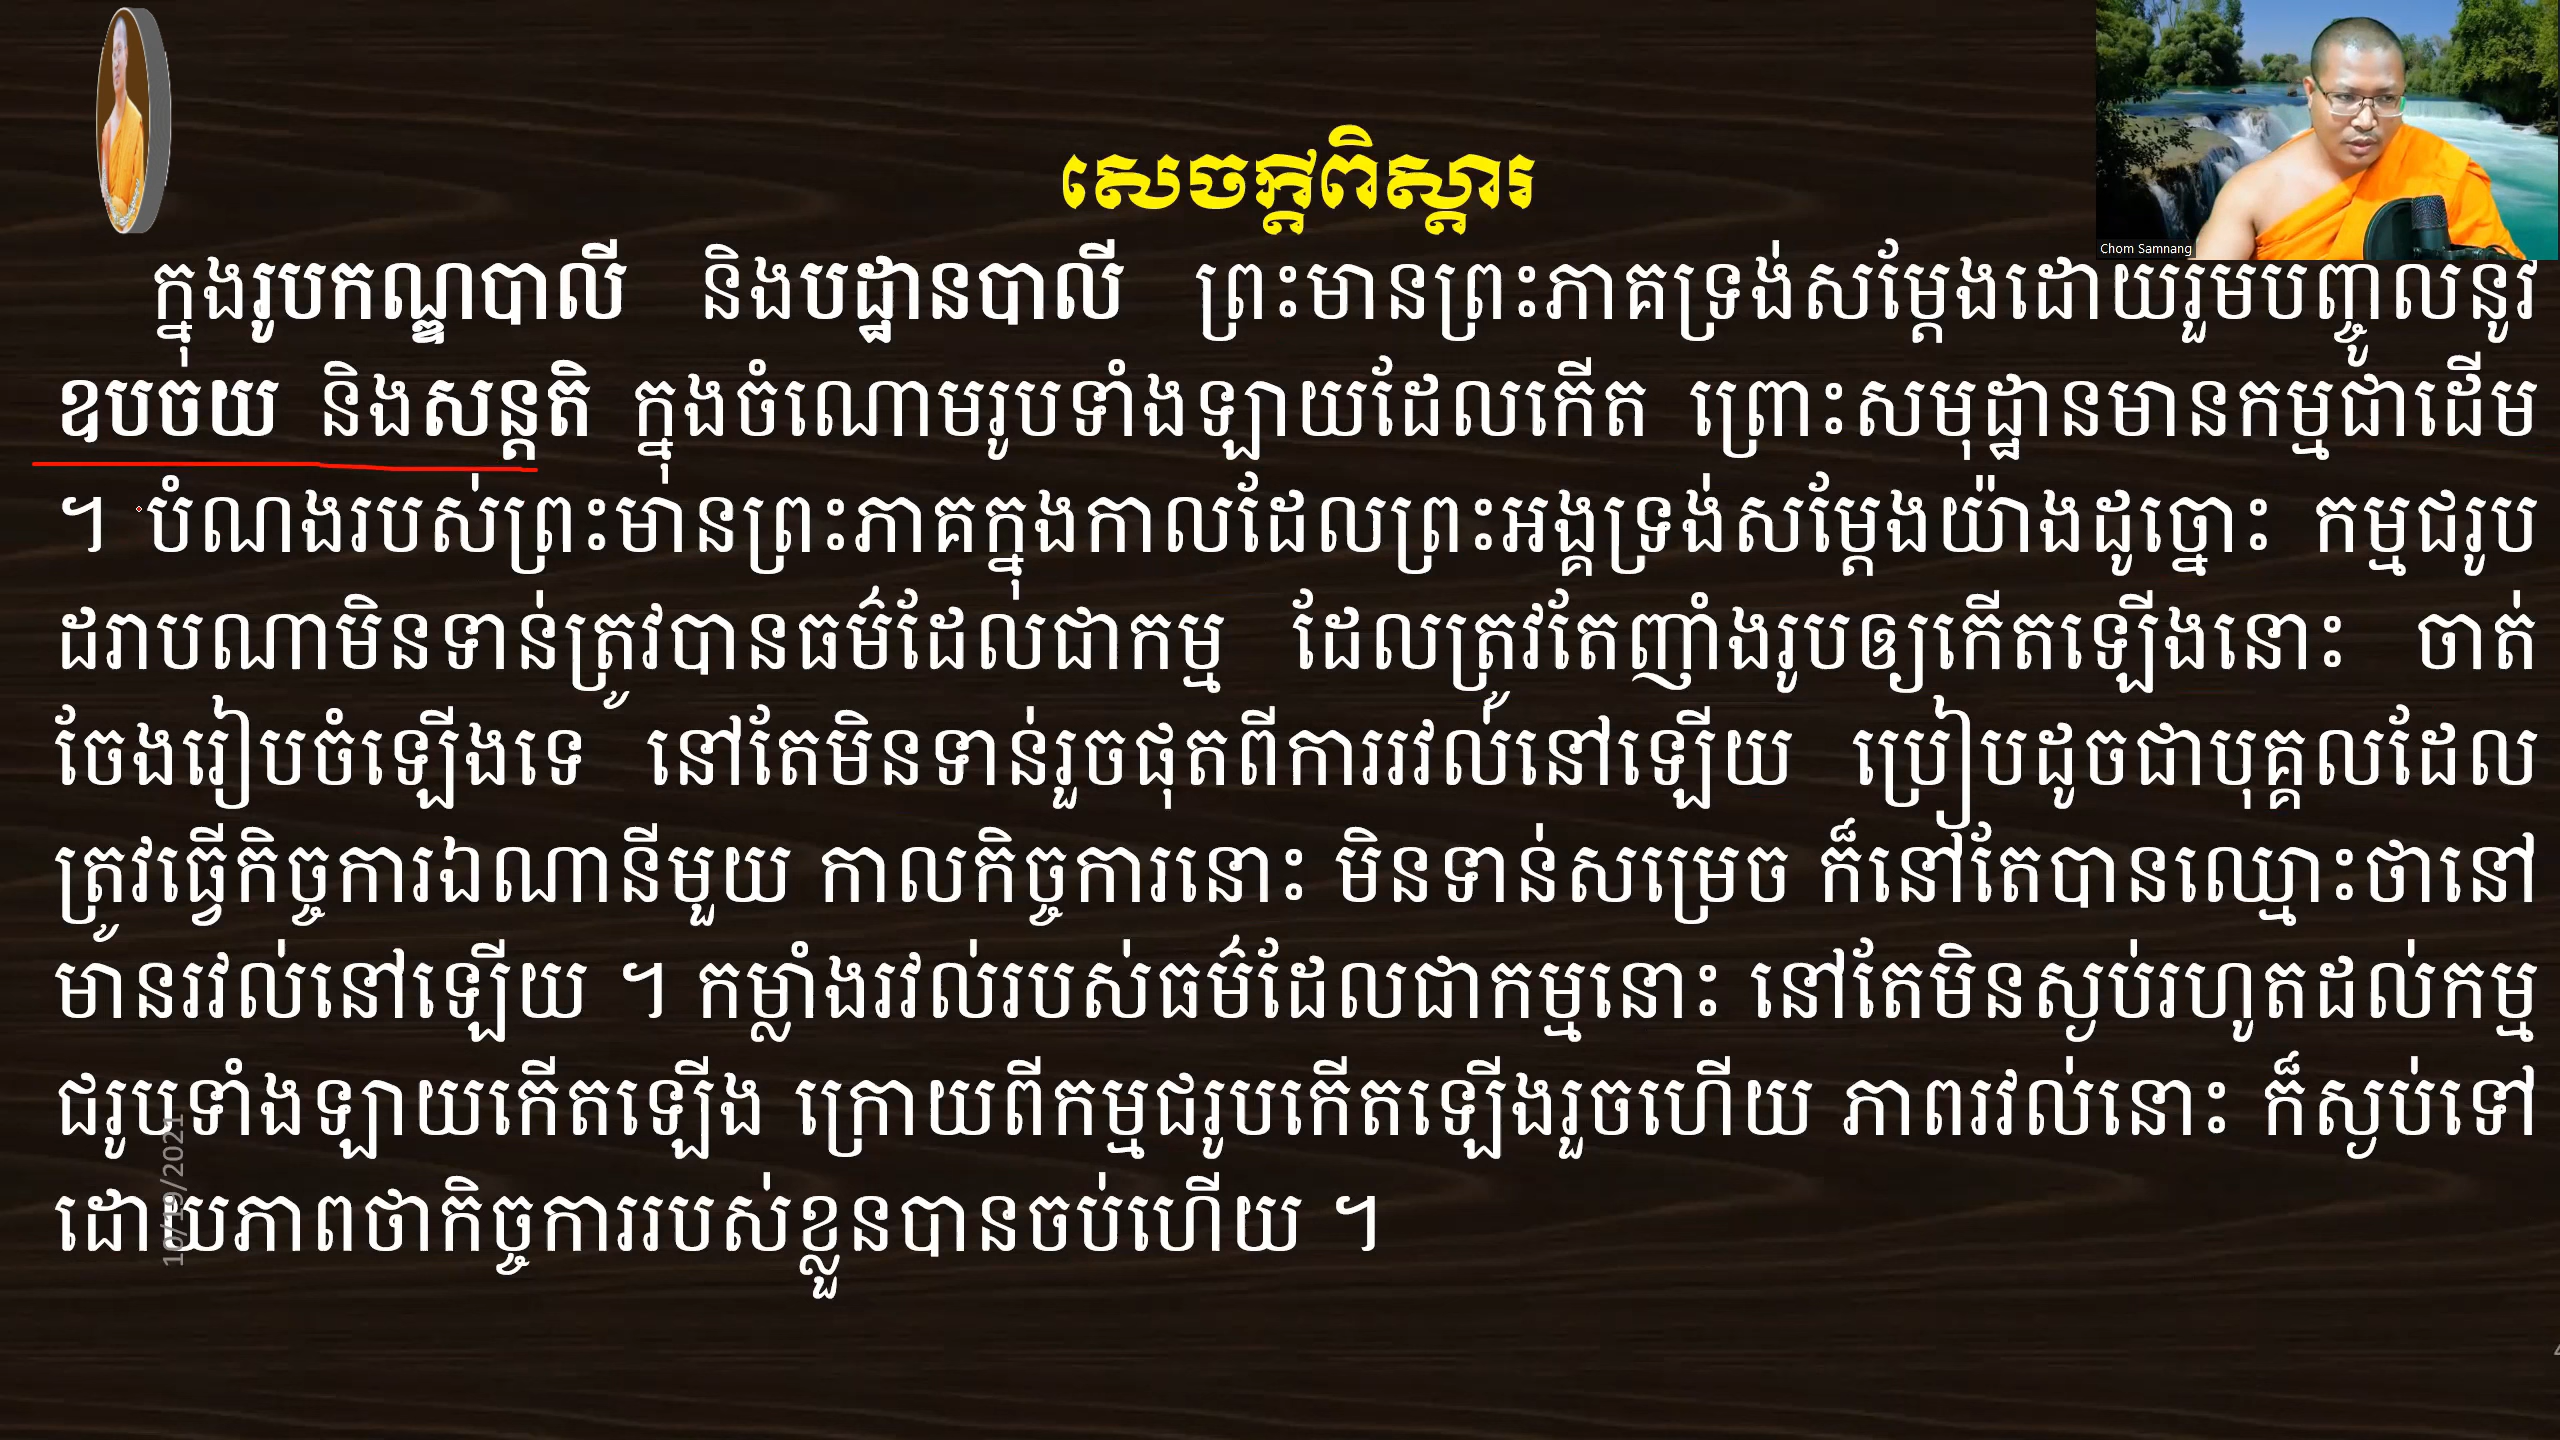 សេចក្តីពិស្តារ
Chom Samnang
ក្នុងរូបកណ្ឌបាលី និងបដ្ឋានបាលី ព្រះមានព្រះភាគទ្រង់សម្តែងដោយរួមបញ្ចូលនូវ
ឧបចយ និងសន្តតិ ក្នុងចំណោមរូបទាំងឡាយដែលកើត ព្រោះសមុដ្ឋានមានកម្មជាដើម
ៗ បំណងរបស់ព្រះមានព្រះភាគក្នុងកាលដែលព្រះអង្គទ្រង់សម្តែងយ៉ាងដូច្នោះ កម្មជរូប
ដរាបណាមិនទាន់ត្រូវបានធម៌ដែលជាកម្ម ដែលត្រូវតែញាំងរូបឲ្យកើតឡើងនោះ ចាត់
ចែងរៀបចំឡើងទេ នៅតែមិនទាន់រួចផុតពីការរវល់នៅឡើយ ប្រៀបដូចជាបុគ្គលដែល
ត្រូវធ្វើកិច្ចការឯណានីមួយ កាលកិច្ចការនោះ មិនទាន់សម្រេច ក៏នៅតែបានឈ្មោះថានៅ
មានរវល់នៅឡើយ ៗ កម្លាំងរវល់របស់ធម៌ដែលជាកម្មនោះ នៅតែមិនស្ងប់រហូតដល់កម្ម
ជរូបទាំងឡាយកើតឡើង ក្រោយពីកម្មជរូបកើតឡើងរួចហើយ ភាពរវល់នោះ ក៏ស្ងប់ទៅ
ដោយភាពថាកិច្ចការរបស់ខ្លួនបានចប់ហើយ ៗ
10/19/2021